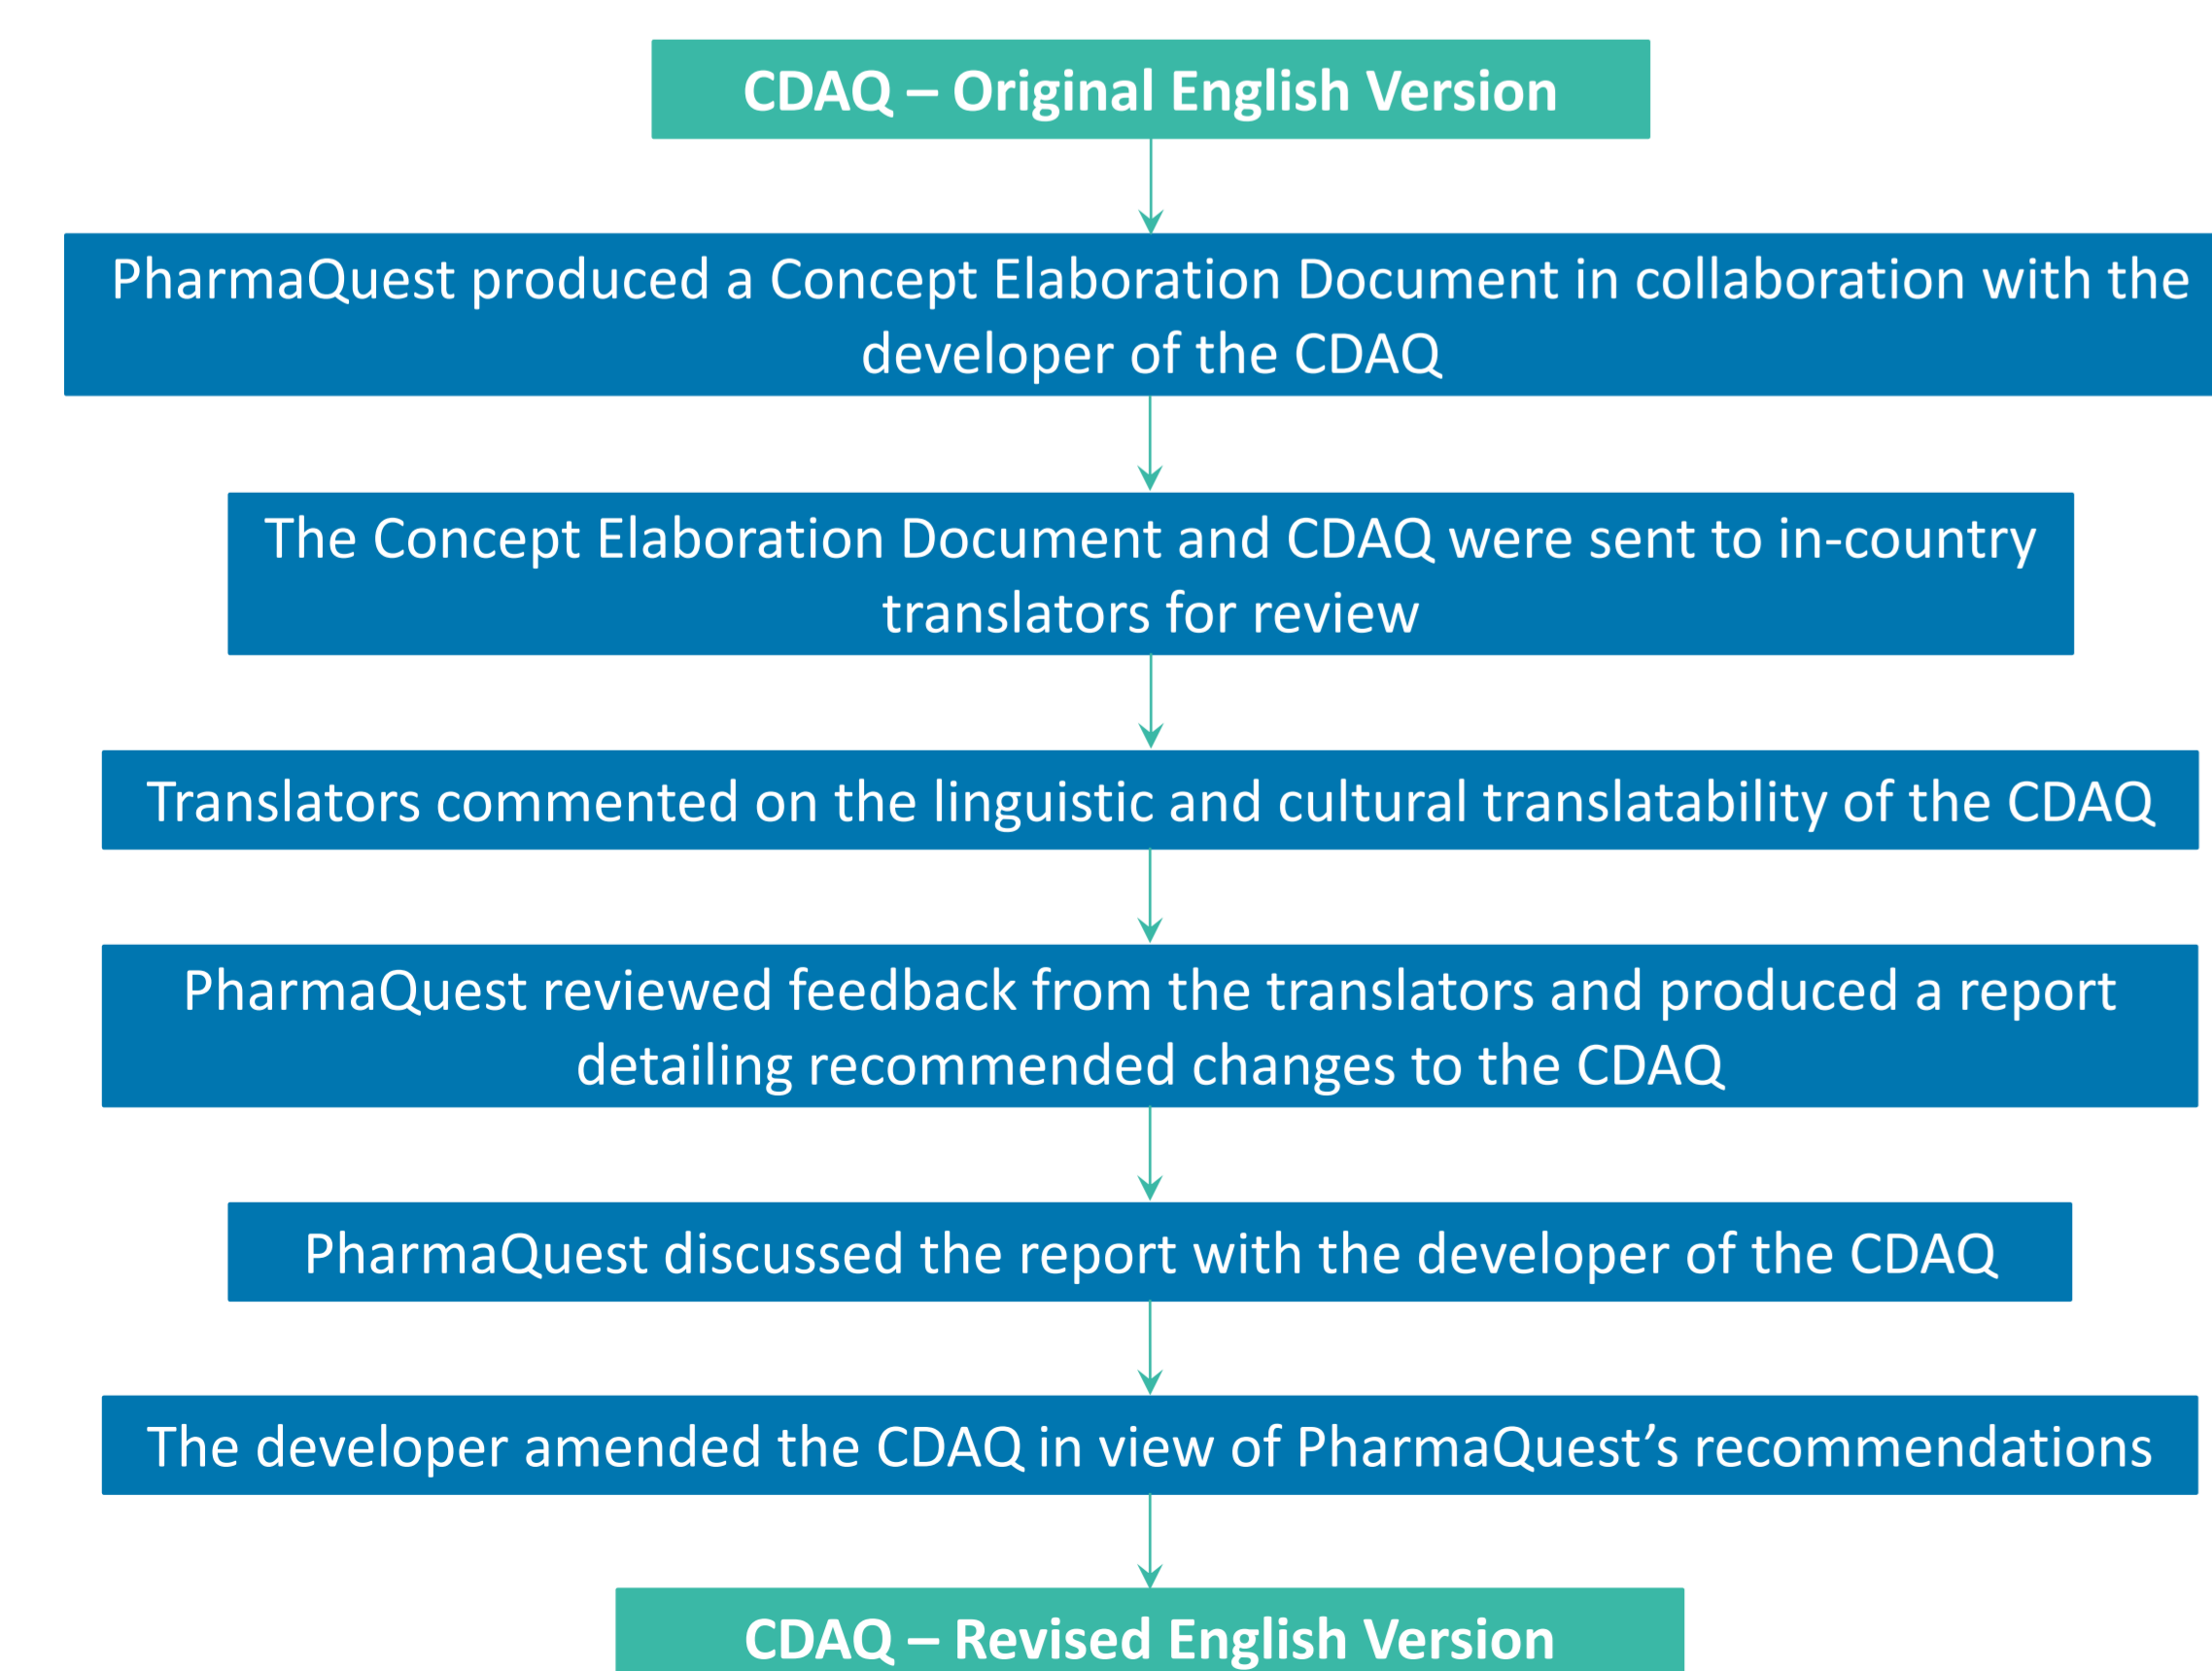 CDAQ – Original English Version
PharmaQuest produced a Concept Elaboration Document in collaboration with the
developer of the CDAQ
The Concept Elaboration Document and CDAQ were sent to in-country
translators for review
Translators commented on the linguistic and cultural translatability of the CDAQ
PharmaQuest reviewed feedback from the translators and produced a report
detailing recommended changes to the CDAQ
PharmaQuest discussed the report with the developer of the CDAQ
The developer amended the CDAQ in view of PharmaQuest’s recommendations
CDAQ – Revised English Version